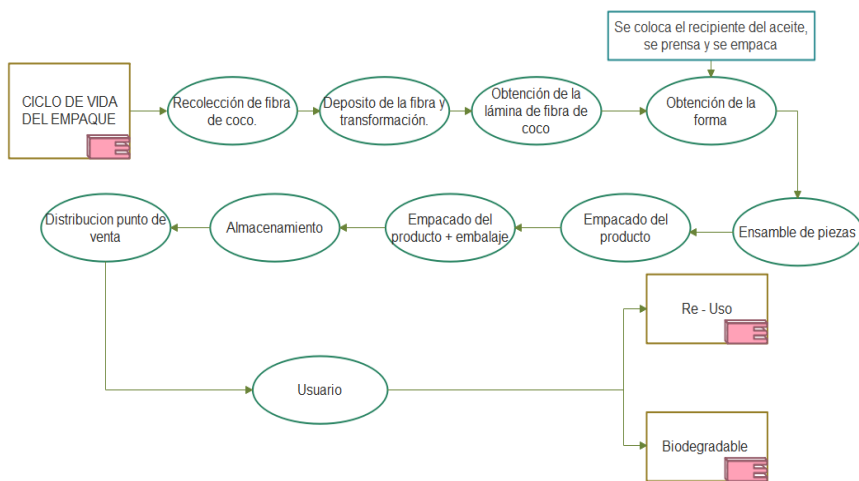 Se coloca el recipiente del aceite,
se prensa y se empaca
CICLO DE VIDA
DEL EMPAQUE
Recolección de fibra
de coco.
Deposito de la fibra y
transformación.
Obtención de la
lámina de fibra de
coco
Obtención de la
forma
Ensamble de piezas
Empacado del
producto
Empacado del
producto + embalaje
Almacenamiento
Distribucion punto de
venta
Usuario
Re - Uso
Biodegradable